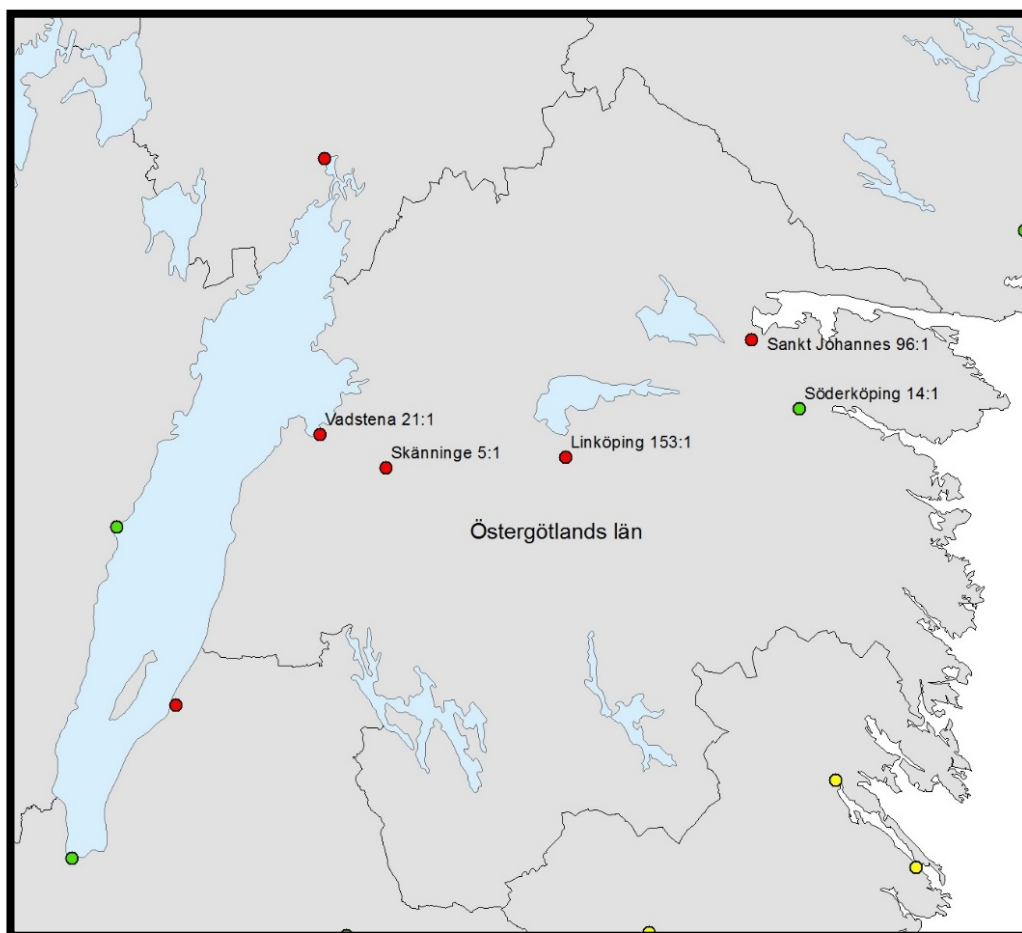 Sankt Johannes 96:1
Söderköping 14:1
Vadstena 21:1
Linköping 153:1
Skänninge 5:1
Östergötlands län